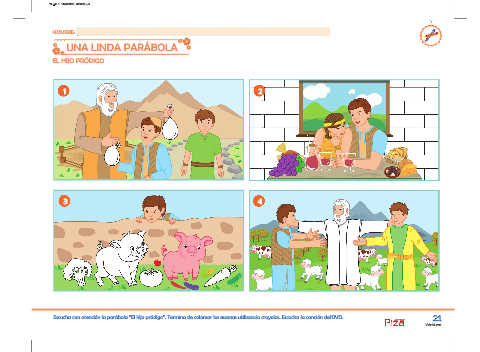 NOMBRE:
UNA LINDA PARÁBOLA
EL HIJO PRÓDIGO
1
2
3
4
Escucha con atención la parábola "El hijo pródigo". Termina de colorear las escenas utilizando crayolas. Escucha la canción del DVD.
21